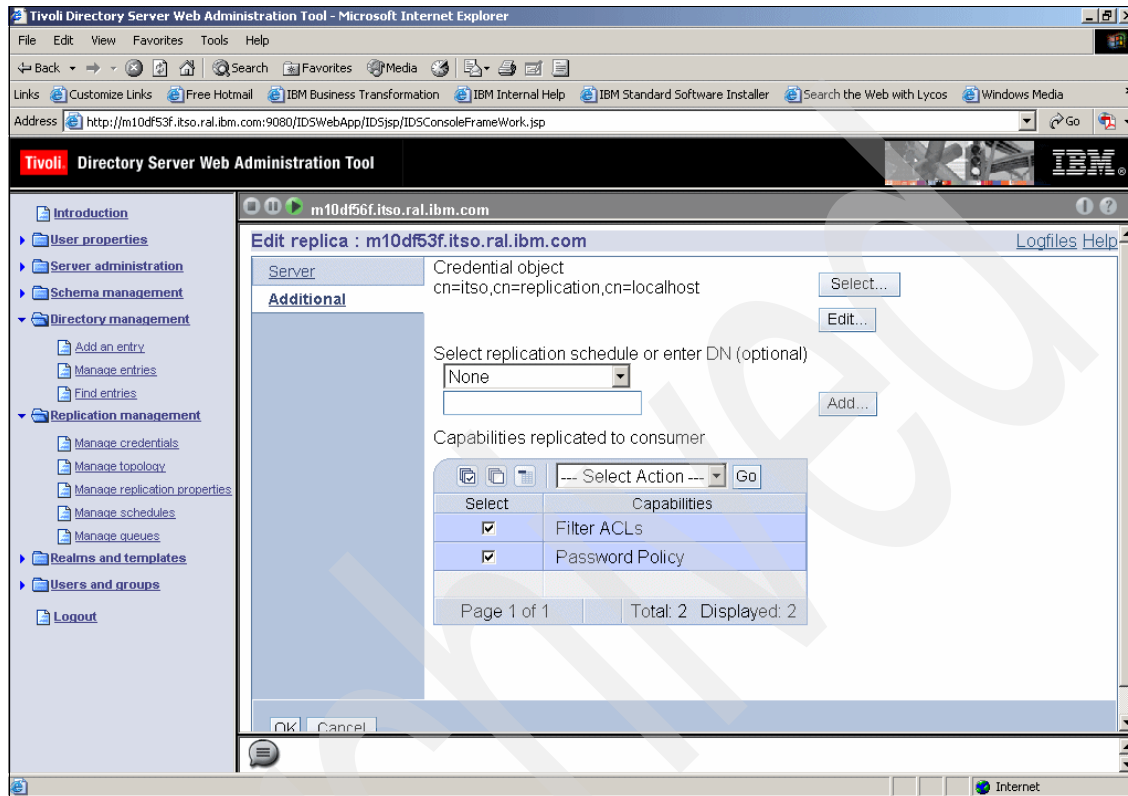 Tivoli Directory Server Web Administration Tool - Microsoft Internet Explorer
File Edit View Favorites Tools Help
Back Search Favorites Media
Links Customize Links Free Hotmail IBM Business Transformation IBM Internal Help IBM Standard Software Installer Search the Web with Lycos Windows Media
Address http://m10df53f.itso.ral.ibm.com:9080/IDSWebApp/IDSjsp/IDSConsoleFrameWork.jsp Go
Tivoli. Directory Server Web Administration Tool IBM®
m10df56f.itso.ral.ibm.com
Introduction
User properties
Server administration
Schema management
Directory management
Add an entry
Manage entries
Find entries
Replication management
Manage credentials
Manage topology
Manage replication properties
Manage schedules
Manage queues
Realms and templates
Users and groups
Logout
Edit replica : m10df53f.itso.ral.ibm.com Logfiles Help
Server
Additional
Credential object
cn=itso,cn=replication,cn=localhost Select...
Edit...
Select replication schedule or enter DN (optional)
None
Add...
Capabilities replicated to consumer
--- Select Action --- Go
Select Capabilities
Filter ACLs
Password Policy
Page 1 of 1 Total: 2 Displayed: 2
OK Cancel
Internet